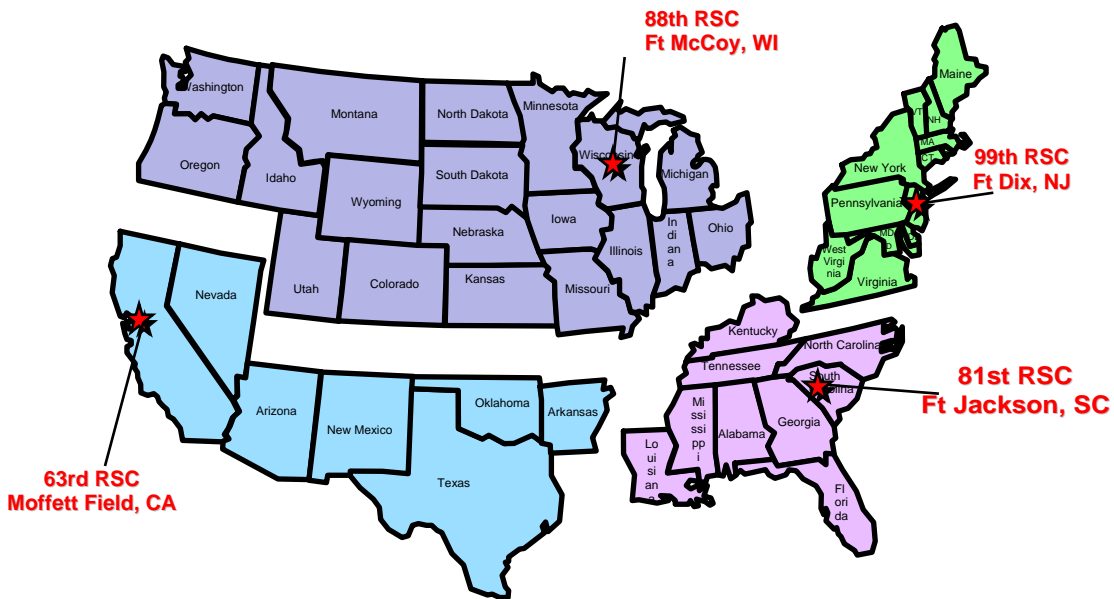 88th RSC
Ft McCoy, WI
Washington
Montana
North Dakota
Minnesota
Maine
VT
NH
Oregon
Idaho
South Dakota
Wisconsin
Michigan
MA
CT
99th RSC
Ft Dix, NJ
New York
Wyoming
Nebraska
Iowa
Pennsylvania
Illinois
In
di
an
a
Ohio
MD
West
Virgi
nia
Virginia
Utah
Colorado
Kansas
Missouri
Nevada
Kentucky
North Carolina
Tennessee
South
Carolina
81st RSC
Ft Jackson, SC
Arizona
New Mexico
Oklahoma
Arkansas
Mi
ssi
ssi
pp
i
Alabama
Georgia
Lo
ui
si
an
a
Texas
Fl
ori
da
63rd RSC
Moffett Field, CA